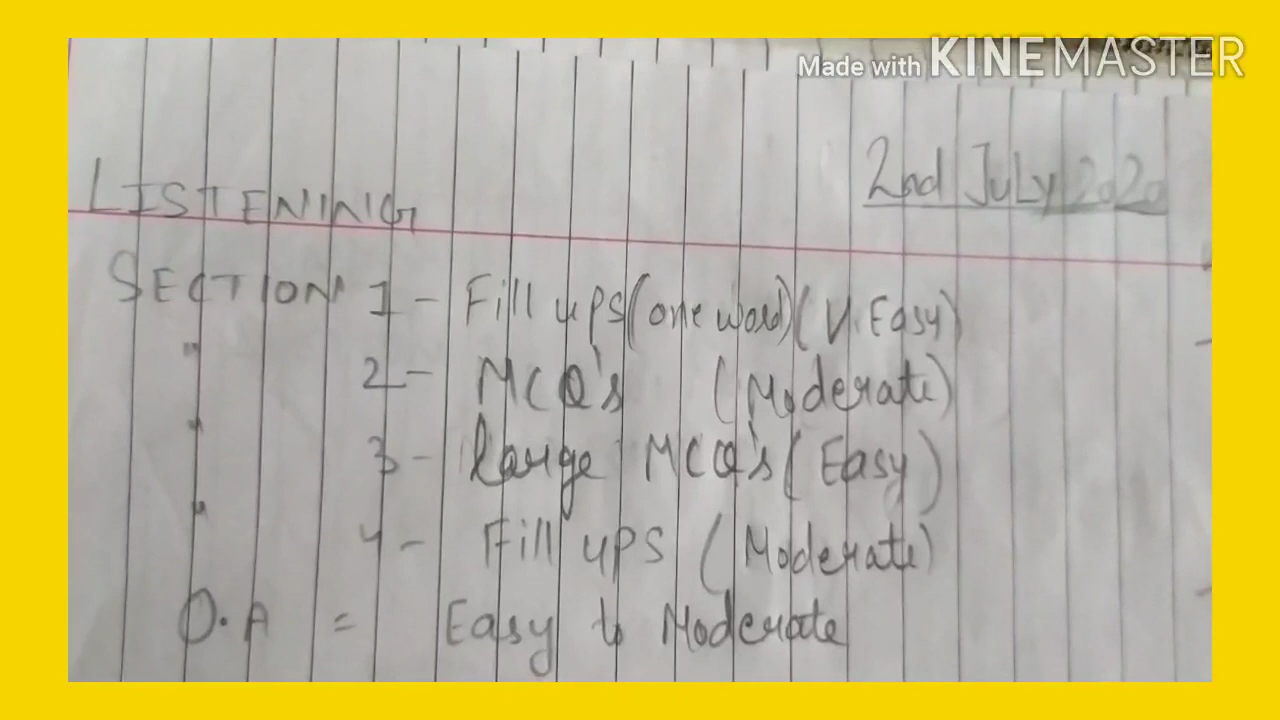 Made with KINEMASTER
2nd JULY 2020
LISTENING
SECTION 1 - Fill ups (one word) (V. Easy)
" 2 - MCQ's (Moderate)
" 3 - Large MCQ's (Easy)
" 4 - Fill ups (Moderate)
O.A = Easy to Moderate